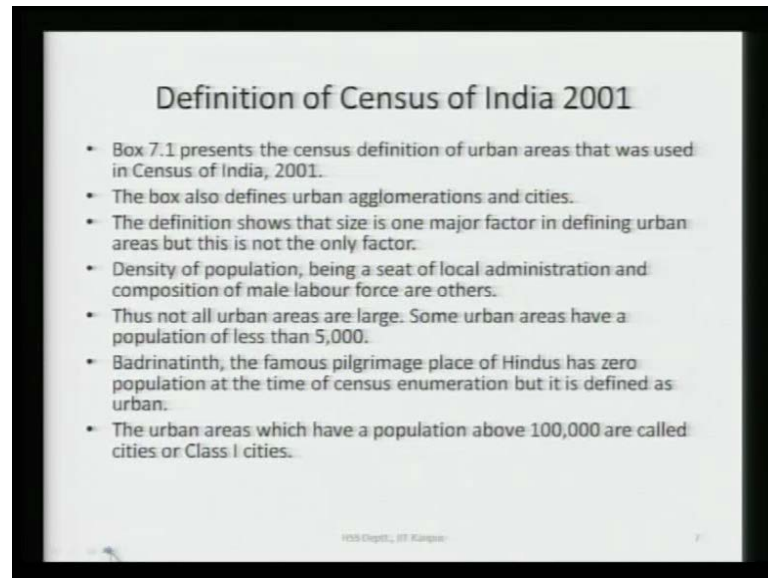 Definition of Census of India 2001
• Box 7.1 presents the census definition of urban areas that was used
in Census of India, 2001.
• The box also defines urban agglomerations and cities.
• The definition shows that size is one major factor in defining urban
areas but this is not the only factor.
• Density of population, being a seat of local administration and
composition of male labour force are others.
• Thus not all urban areas are large. Some urban areas have a
population of less than 5,000.
• Badrinatinth, the famous pilgrimage place of Hindus has zero
population at the time of census enumeration but it is defined as
urban.
• The urban areas which have a population above 100,000 are called
cities or Class I cities.
HSS Deptt., IIT Kanpur
7